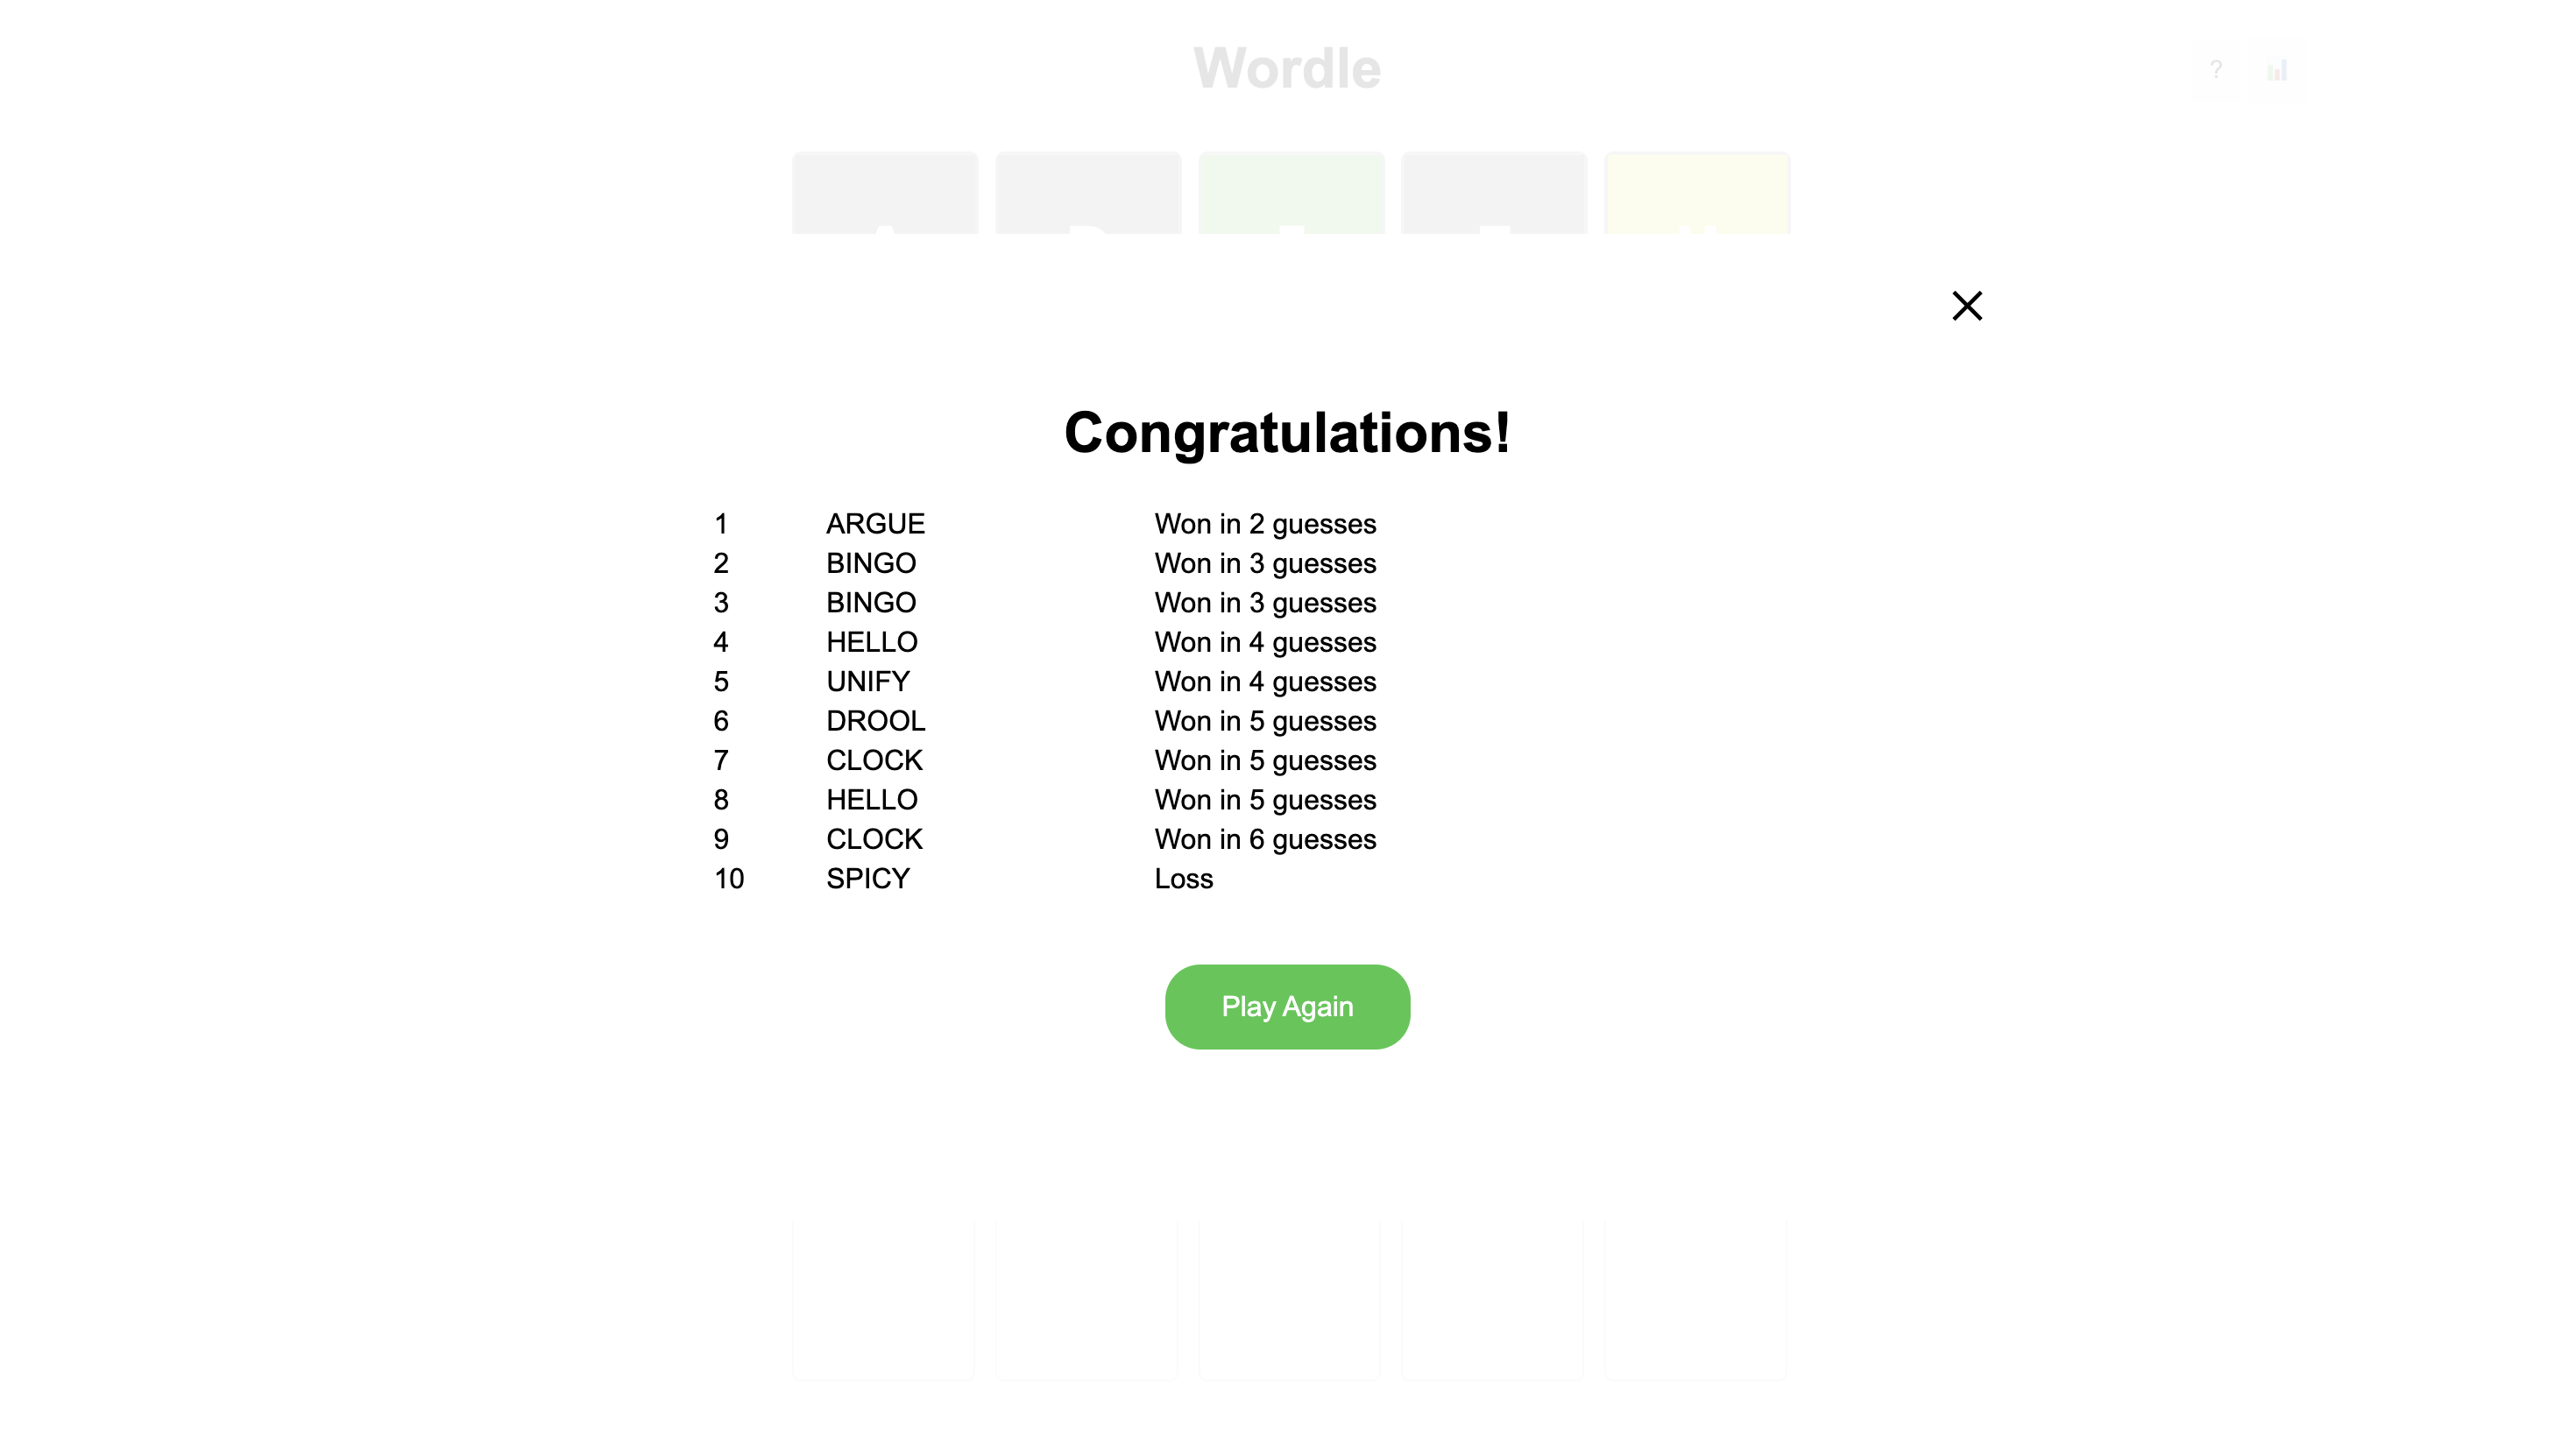 Wordle
?
Congratulations!
1 ARGUE Won in 2 guesses
2 BINGO Won in 3 guesses
3 BINGO Won in 3 guesses
4 HELLO Won in 4 guesses
5 UNIFY Won in 4 guesses
6 DROOL Won in 5 guesses
7 CLOCK Won in 5 guesses
8 HELLO Won in 5 guesses
9 CLOCK Won in 6 guesses
10 SPICY Loss
Play Again